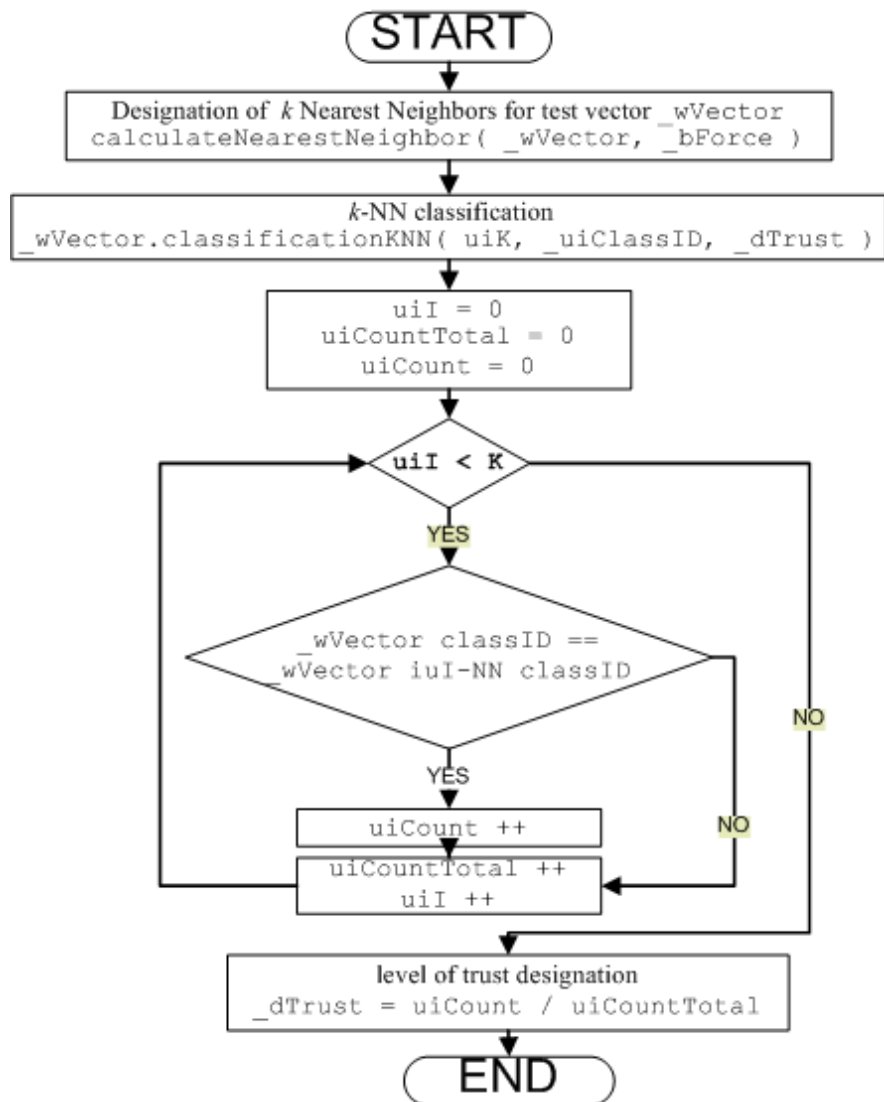 START
Designation of k Nearest Neighbors for test vector _wVector
calculateNearestNeighbor( _wVector, _bForce )
k-NN classification
_wVector.classificationKNN( uiK, _uiClassID, _dTrust )
uiI = 0
uiCountTotal = 0
uiCount = 0
uiI < K
YES
_wVector classID ==
_wVector iuI-NN classID
NO
YES
uiCount ++
NO
uiCountTotal ++
uiI ++
level of trust designation
_dTrust = uiCount / uiCountTotal
END